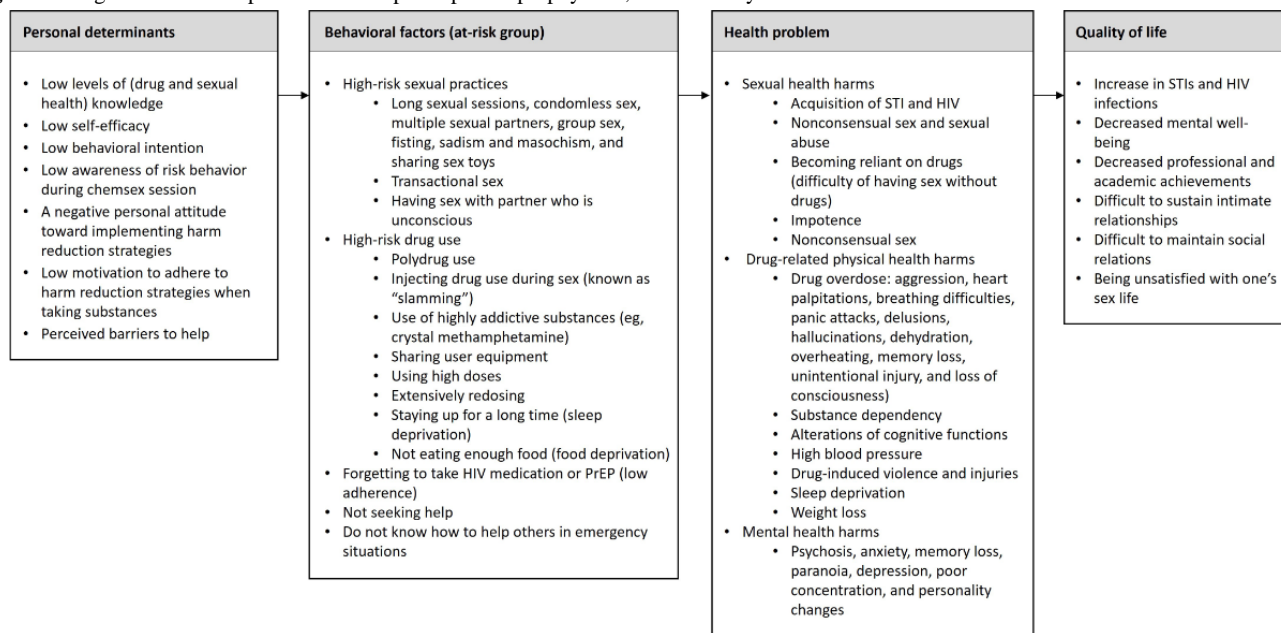 Personal determinants
• Low levels of (drug and sexual
health) knowledge
• Low self-efficacy
• Low behavioral intention
• Low awareness of risk behavior
during chemsex session
• A negative personal attitude
toward implementing harm
reduction strategies
• Low motivation to adhere to
harm reduction strategies when
taking substances
• Perceived barriers to help
Behavioral factors (at-risk group)
• High-risk sexual practices
• Long sexual sessions, condomless sex,
multiple sexual partners, group sex,
fisting, sadism and masochism, and
sharing sex toys
• Transactional sex
• Having sex with partner who is
unconscious
• High-risk drug use
• Polydrug use
• Injecting drug use during sex (known as
“slamming”)
• Use of highly addictive substances (eg,
crystal methamphetamine)
• Sharing user equipment
• Using high doses
• Extensively redosing
• Staying up for a long time (sleep
deprivation)
• Not eating enough food (food deprivation)
• Forgetting to take HIV medication or PrEP (low
adherence)
• Not seeking help
• Do not know how to help others in emergency
situations
Health problem
• Sexual health harms
• Acquisition of STI and HIV
• Nonconsensual sex and sexual
abuse
• Becoming reliant on drugs
(difficulty of having sex without
drugs)
• Impotence
• Nonconsensual sex
• Drug-related physical health harms
• Drug overdose: aggression, heart
palpitations, breathing difficulties,
panic attacks, delusions,
hallucinations, dehydration,
overheating, memory loss,
unintentional injury, and loss of
consciousness)
• Substance dependency
• Alterations of cognitive functions
• High blood pressure
• Drug-induced violence and injuries
• Sleep deprivation
• Weight loss
• Mental health harms
• Psychosis, anxiety, memory loss,
paranoia, depression, poor
concentration, and personality
changes
Quality of life
• Increase in STIs and HIV
infections
• Decreased mental well-
being
• Decreased professional and
academic achievements
• Difficult to sustain intimate
relationships
• Difficult to maintain social
relations
• Being unsatisfied with one’s
sex life